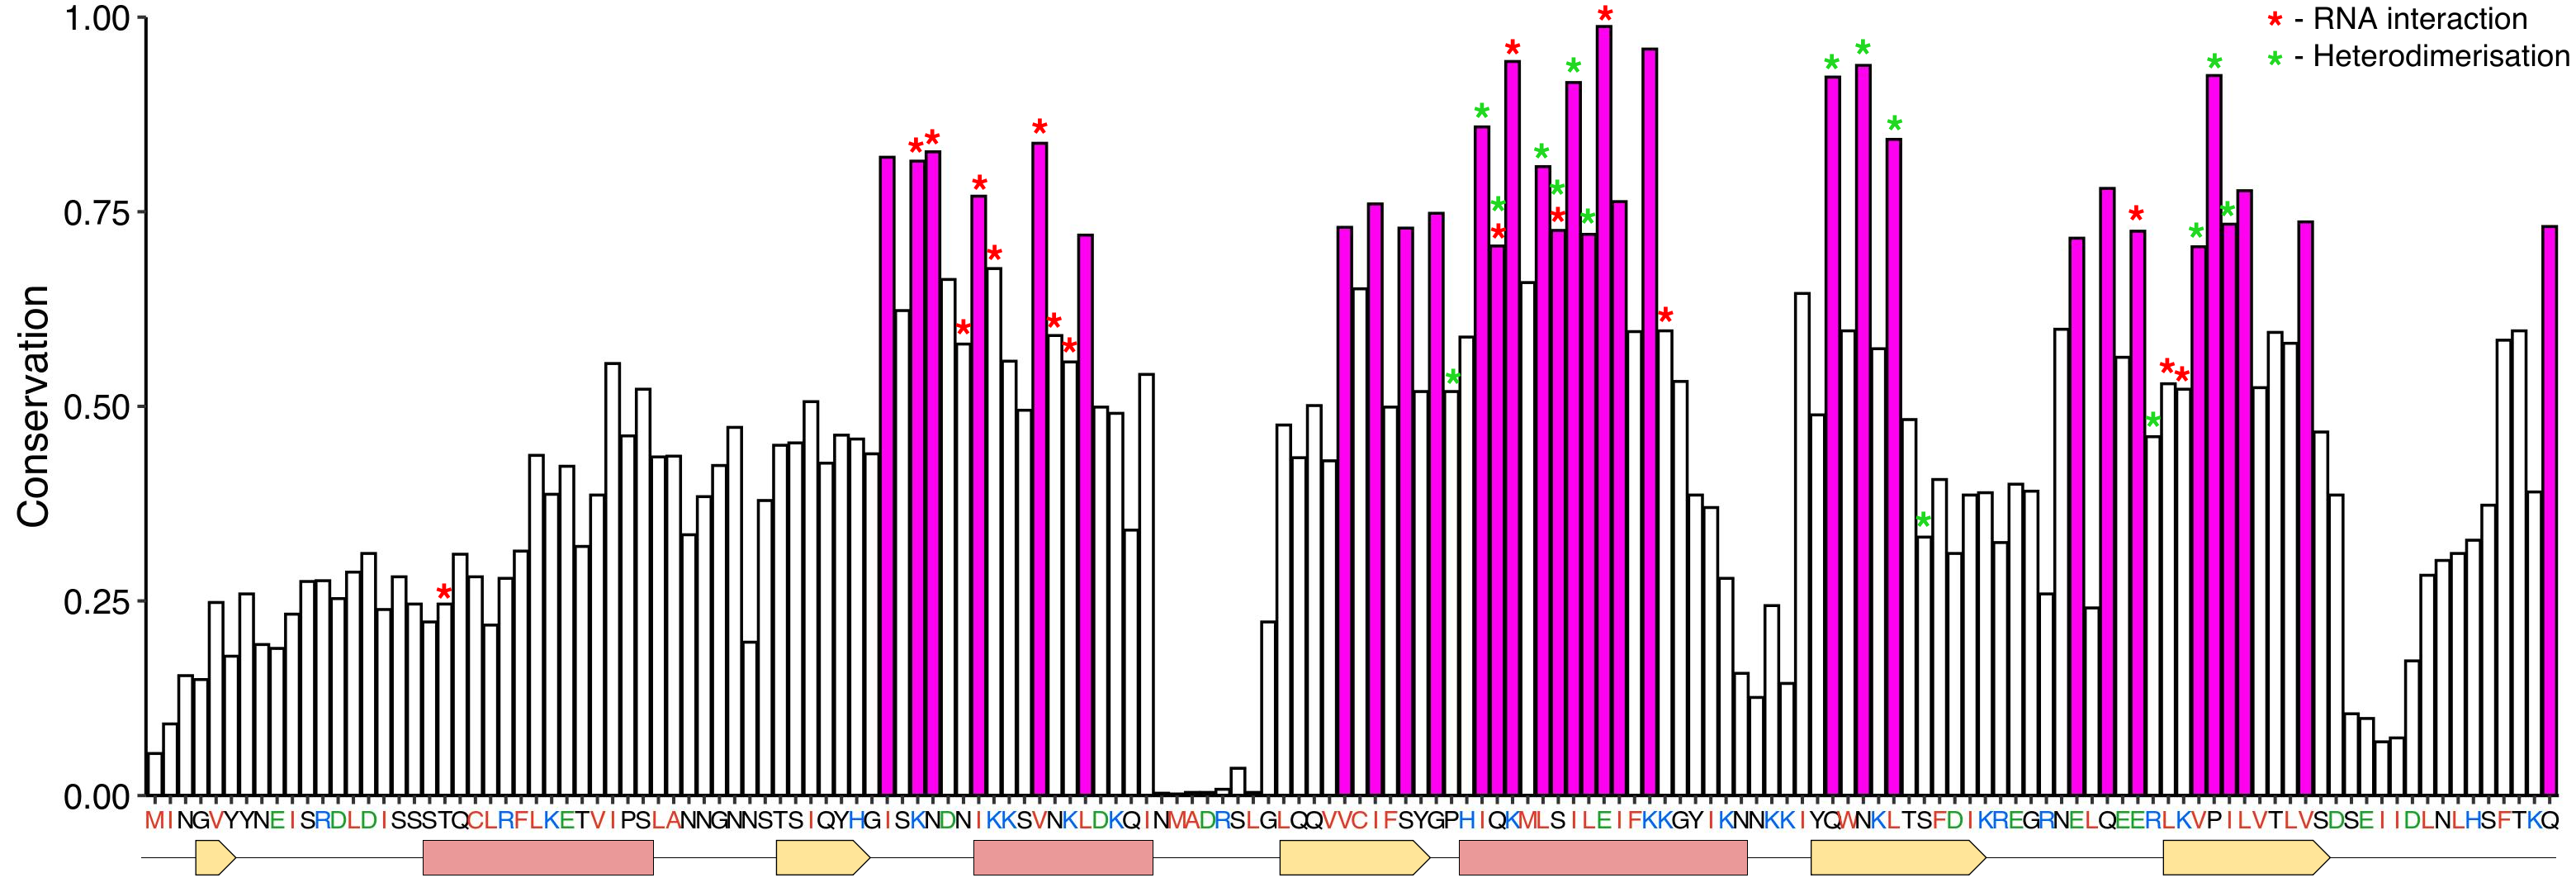 1.00
0.75
0.50
0.25
0.00
Conservation
* - RNA interaction
* - Heterodimerisation
MINGVYYNEISRDLDISSSTQCLRFLKETVIPSLANNGNNSTSIQYHGISKNDNIKKSVNKLDKQINMADRSLGLQQVVCIFSYGPHIQKMLSILEIFKKGYIKNNKKIYQWNKLTSFDIKREGRNELQEERLKVPILVTLVSDSEIIDLNLHSFTKQ